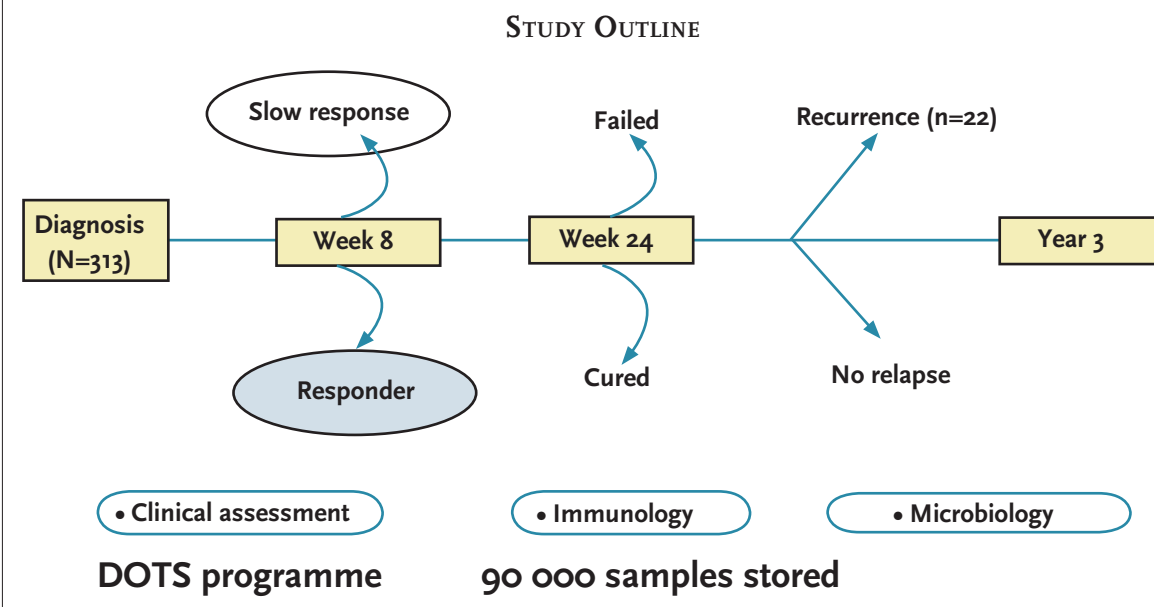 Study Outline
Slow response
Failed
Recurrence (n=22)
Diagnosis
(N=313)
Week 8
Week 24
Year 3
Responder
Cured
No relapse
• Clinical assessment
• Immunology
• Microbiology
DOTS programme
90 000 samples stored